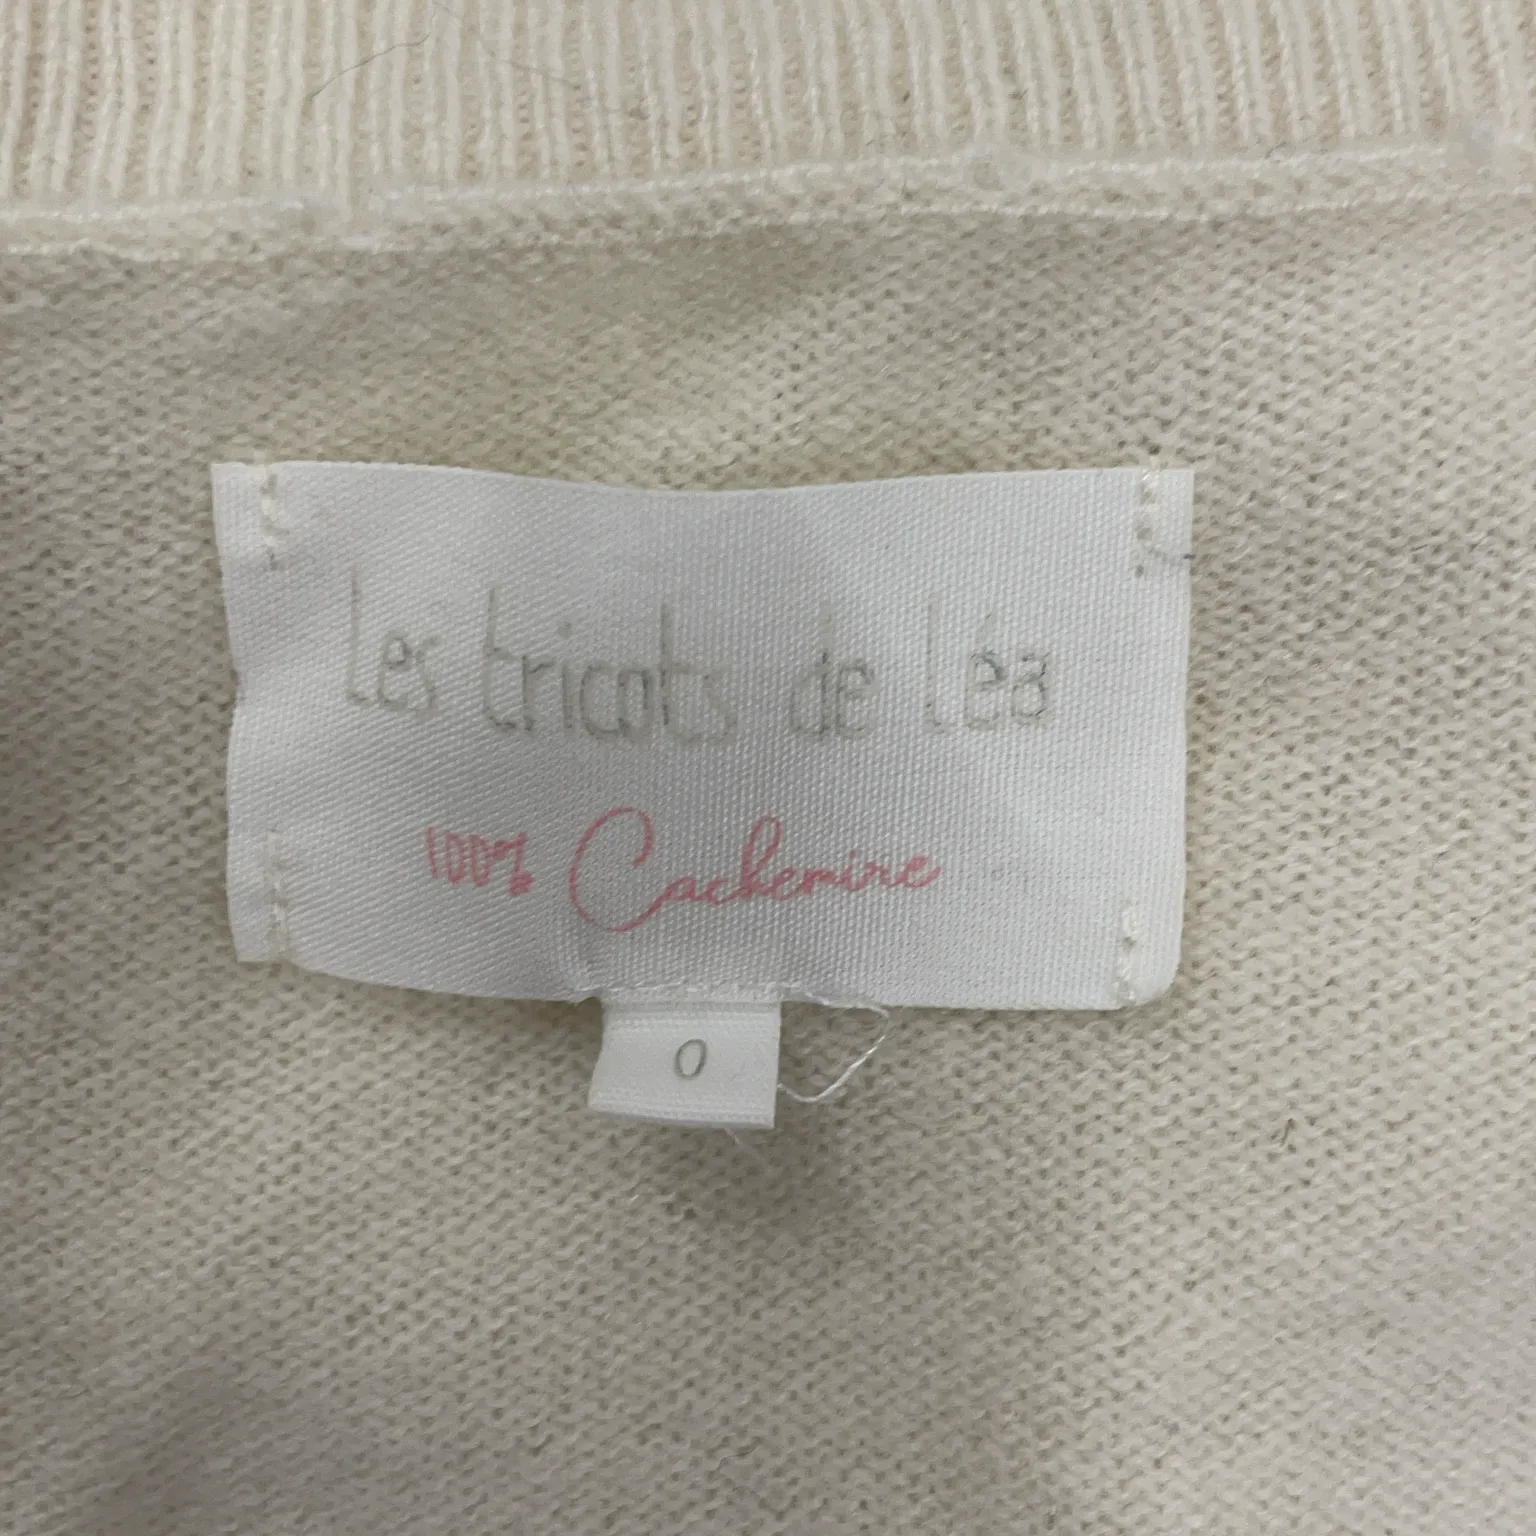 les tricots de léa
100% Cachemire
0